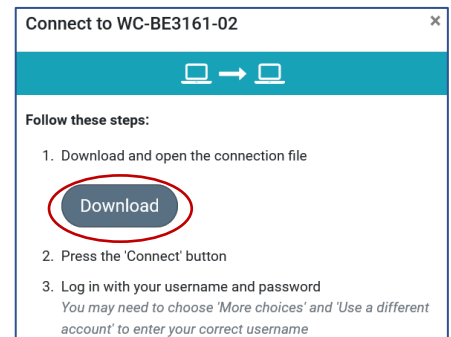 Connect to WC-BE3161-02
×
Follow these steps:
1. Download and open the connection file
Download
2. Press the 'Connect' button
3. Log in with your username and password
You may need to choose 'More choices' and 'Use a different
account' to enter your correct username